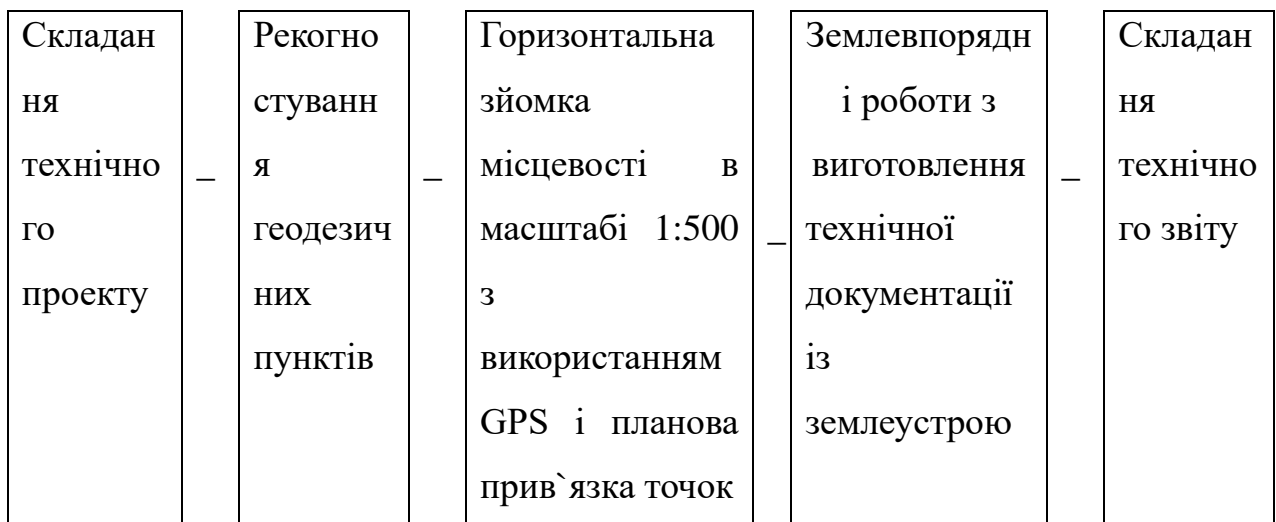 Складан
ня
технічно
го
проекту
_
Рекогно
стуванн
я
геодезич
них
пунктів
_
Горизонтальна
зйомка
місцевості в
масштабі 1:500
з
використанням
GPS і планова
прив`язка точок
_
Землевпорядн
і роботи з
виготовлення
технічної
документації
із
землеустрою
_
Складан
ня
технічно
го звіту